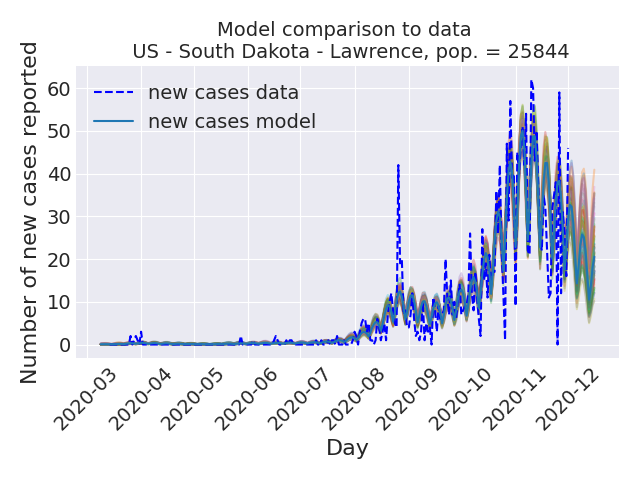 Model comparison to data
US - South Dakota - Lawrence, pop. = 25844
Number of new cases reported
60
50
40
30
20
10
0
new cases data
new cases model
2020-03
2020-04
2020-05
2020-06
2020-07
2020-08
2020-09
2020-10
2020-11
2020-12
Day